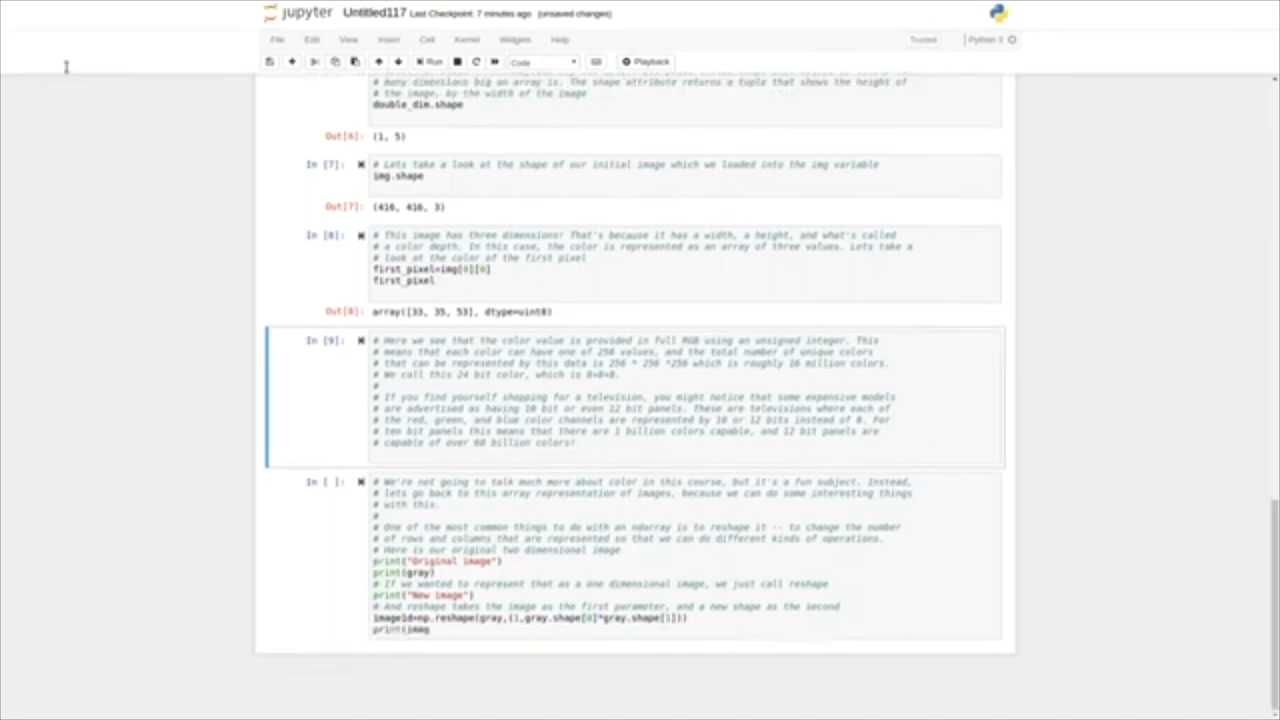 jupyter Untitled117 Last Checkpoint: 7 minutes ago (unsaved changes)
File Edit View Insert Cell Kernel Widgets Help Trusted Python 3
Run Code Playback
# many dimensions big an array is. The shape attribute returns a tuple that shows the height of
# the image, by the width of the image
double_dim.shape
Out[6]: (1, 5)
In [7]: # Lets take a look at the shape of our initial image which we loaded into the img variable
img.shape
Out[7]: (416, 416, 3)
In [8]: # This image has three dimensions! That's because it has a width, a height, and what's called
# a color depth. In this case, the color is represented as an array of three values. Lets take a
# look at the color of the first pixel
first_pixel=img[0][0]
first_pixel
Out[8]: array([33, 35, 53], dtype=uint8)
In [9]: # Here we see that the color value is provided in full RGB using an unsigned integer. This
# means that each color can have one of 256 values, and the total number of unique colors
# that can be represented by this data is 256 * 256 *256 which is roughly 16 million colors.
# We call this 24 bit color, which is 8+8+8.
#
# If you find yourself shopping for a television, you might notice that some expensive models
# are advertised as having 10 bit or even 12 bit panels. These are televisions where each of
# the red, green, and blue color channels are represented by 10 or 12 bits instead of 8. For
# ten bit panels this means that there are 1 billion colors capable, and 12 bit panels are
# capable of over 68 billion colors!
In [ ]: # We're not going to talk much more about color in this course, but it's a fun subject. Instead,
# lets go back to this array representation of images, because we can do some interesting things
# with this.
#
# One of the most common things to do with an ndarray is to reshape it -- to change the number
# of rows and columns that are represented so that we can do different kinds of operations.
# Here is our original two dimensional image
print("Original image")
print(gray)
# If we wanted to represent that as a one dimensional image, we just call reshape
print("New image")
# And reshape takes the image as the first parameter, and a new shape as the second
image1d=np.reshape(gray,(1,gray.shape[0]*gray.shape[1]))
print(imag